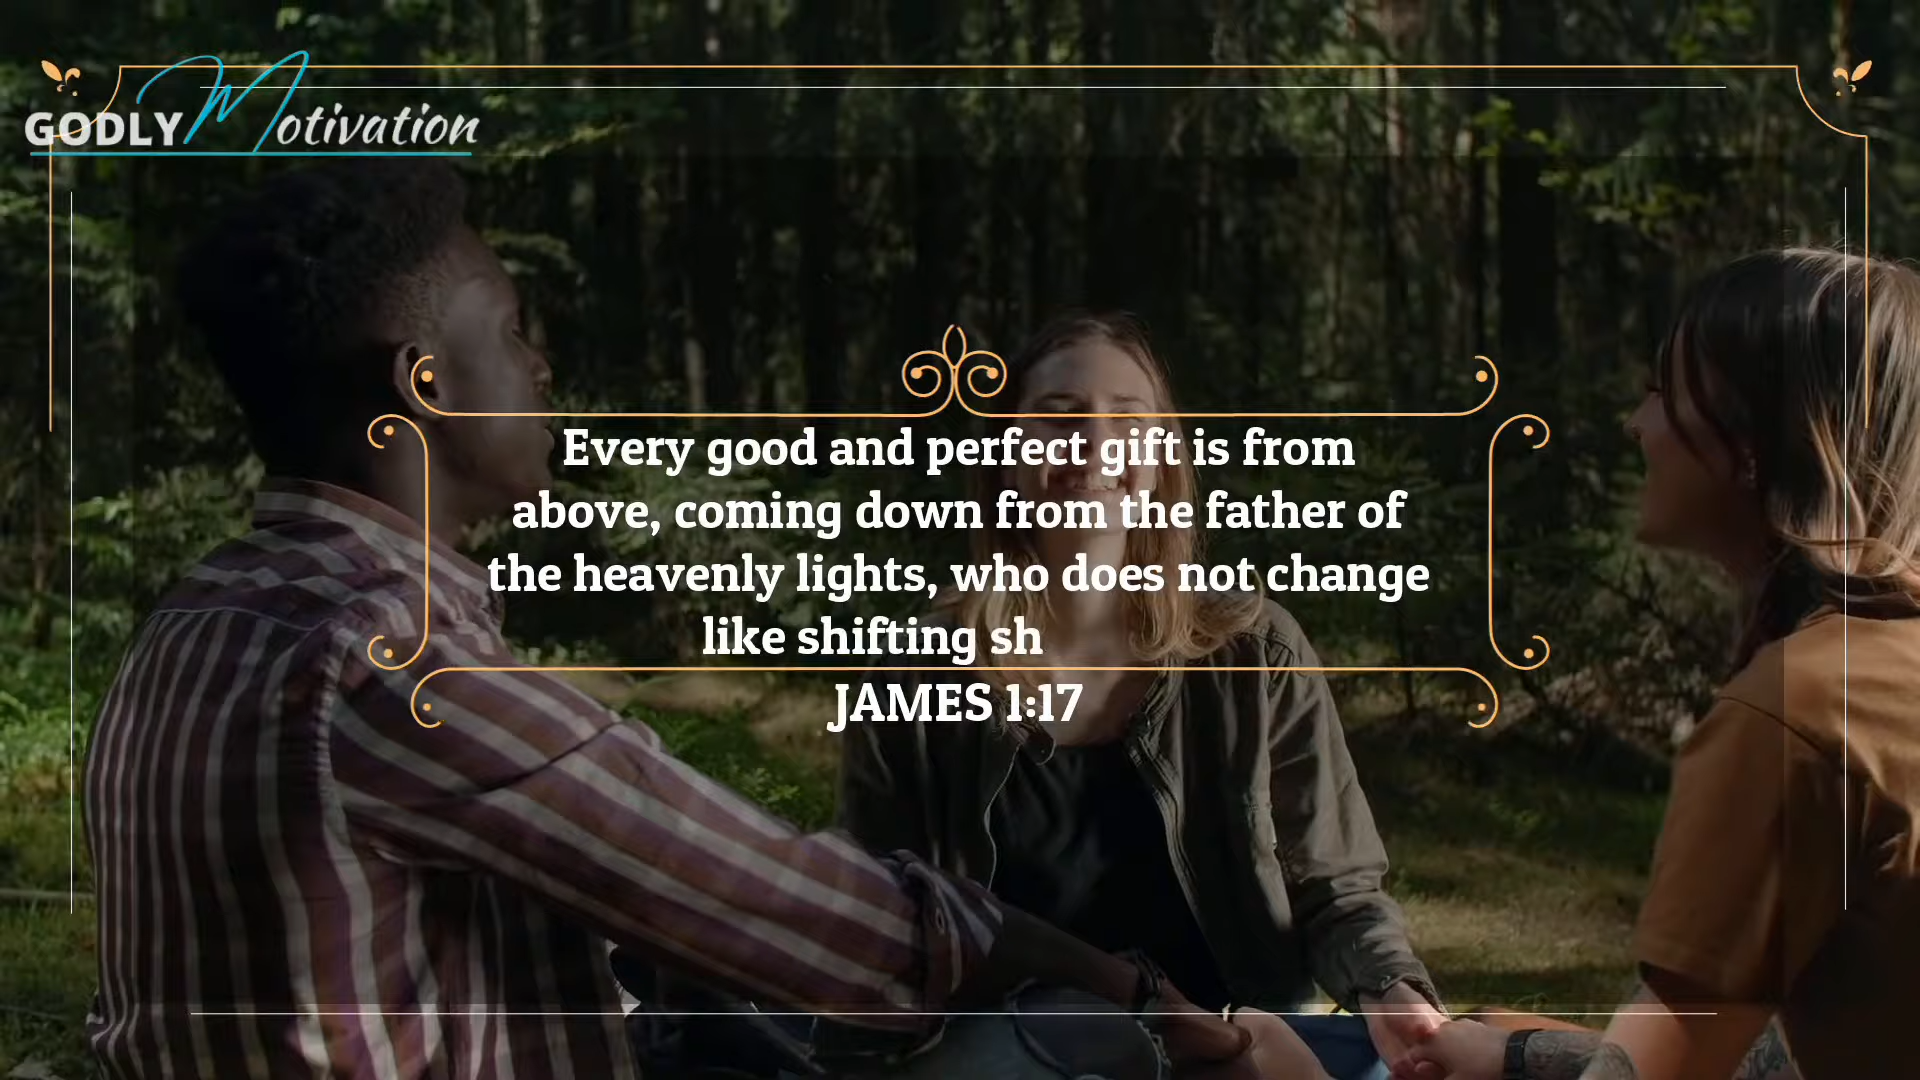 GODLY Motivation
Every good and perfect gift is from
above, coming down from the father of
the heavenly lights, who does not change
like shifting sh
JAMES 1:17